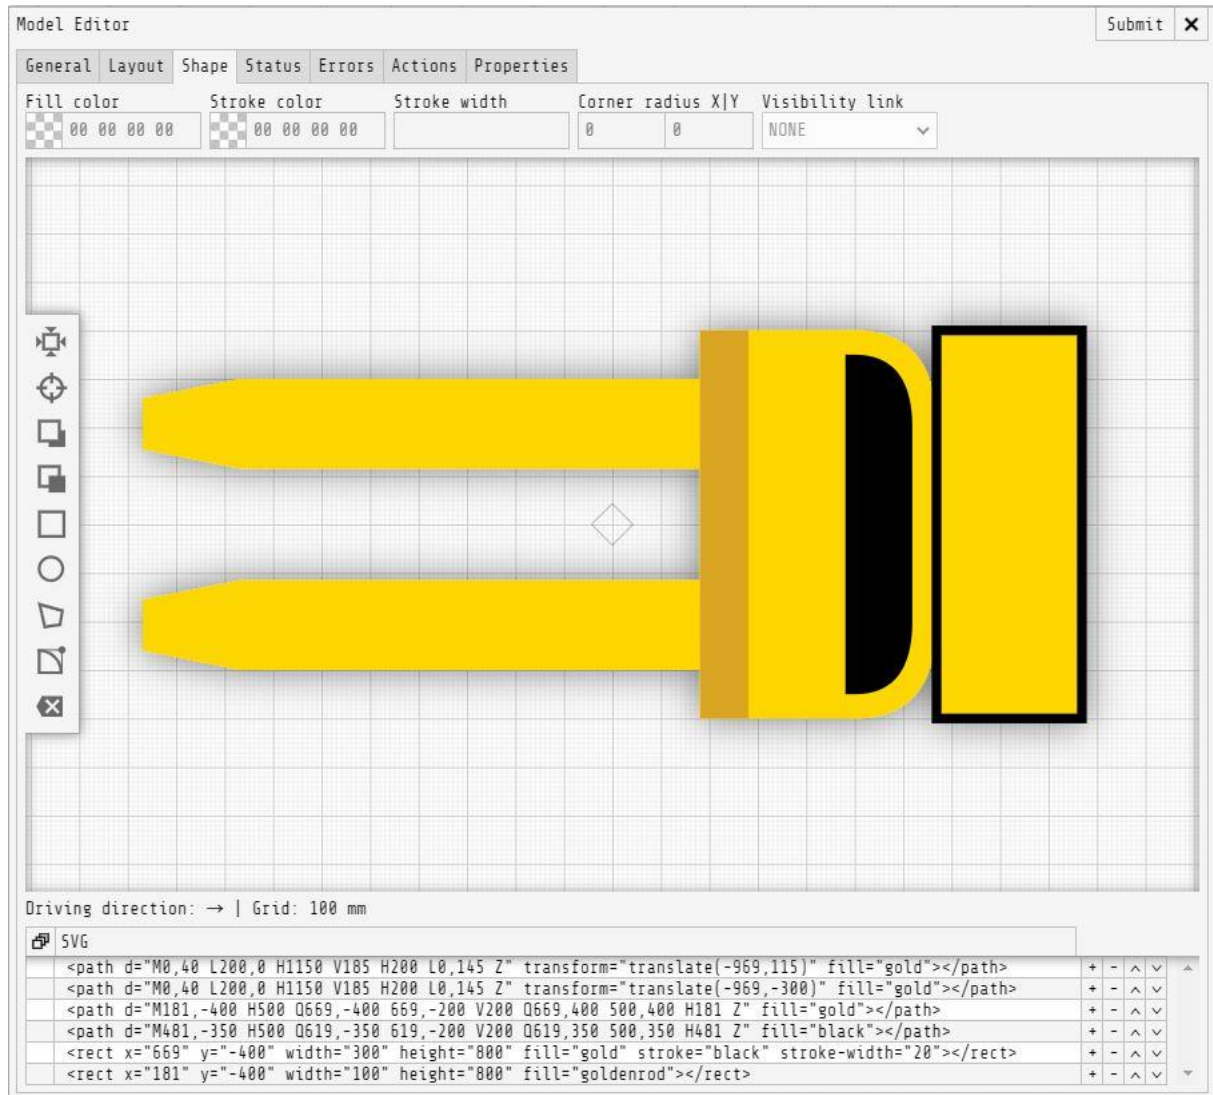 Model Editor Submit
General Layout Shape Status Errors Actions Properties
Fill color Stroke color Stroke width Corner radius X|Y Visibility link
00 00 00 00 00 00 00 00 0 0 NONE
Driving direction: → | Grid: 100 mm
SVG
<path d="M0,40 L200,0 H1150 V185 H200 L0,145 Z" transform="translate(-969,115)" fill="gold"></path> + - ^ v
<path d="M0,40 L200,0 H1150 V185 H200 L0,145 Z" transform="translate(-969,-300)" fill="gold"></path> + - ^ v
<path d="M181,-400 H500 Q669,-400 669,-200 V200 Q669,400 500,400 H181 Z" fill="gold"></path> + - ^ v
<path d="M481,-350 H500 Q619,-350 619,-200 V200 Q619,350 500,350 H481 Z" fill="black"></path> + - ^ v
<rect x="669" y="-400" width="300" height="800" fill="gold" stroke="black" stroke-width="20"></rect> + - ^ v
<rect x="181" y="-400" width="100" height="800" fill="goldenrod"></rect> + - ^ v